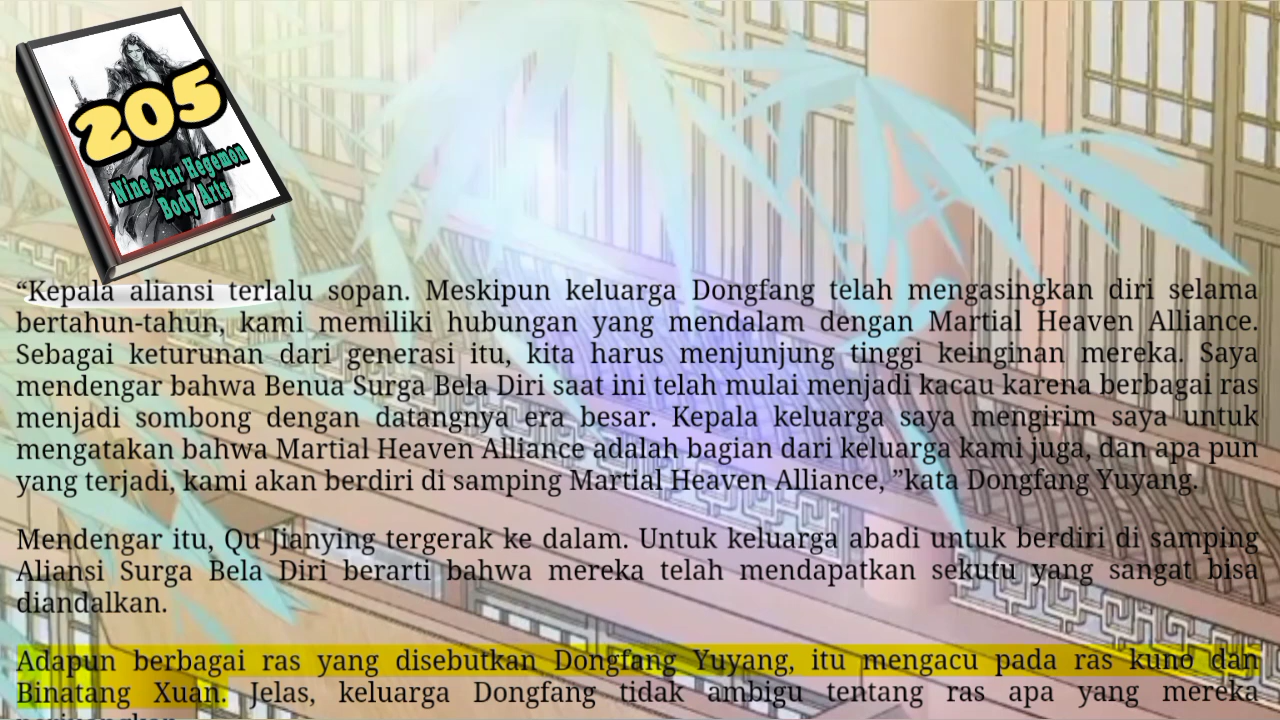 205
Nine Star Hegemon
Body Arts
“Kepala aliansi terlalu sopan. Meskipun keluarga Dongfang telah mengasingkan diri selama
bertahun-tahun, kami memiliki hubungan yang mendalam dengan Martial Heaven Alliance.
Sebagai keturunan dari generasi itu, kita harus menjunjung tinggi keinginan mereka. Saya
mendengar bahwa Benua Surga Bela Diri saat ini telah mulai menjadi kacau karena berbagai ras
menjadi sombong dengan datangnya era besar. Kepala keluarga saya mengirim saya untuk
mengatakan bahwa Martial Heaven Alliance adalah bagian dari keluarga kami juga, dan apa pun
yang terjadi, kami akan berdiri di samping Martial Heaven Alliance,”kata Dongfang Yuyang.
Mendengar itu, Qu Jianying tergerak ke dalam. Untuk keluarga abadi untuk berdiri di samping
Aliansi Surga Bela Diri berarti bahwa mereka telah mendapatkan sekutu yang sangat bisa
diandalkan.
Adapun berbagai ras yang disebutkan Dongfang Yuyang, itu mengacu pada ras kuno dan
Binatang Xuan. Jelas, keluarga Dongfang tidak ambigu tentang ras apa yang mereka